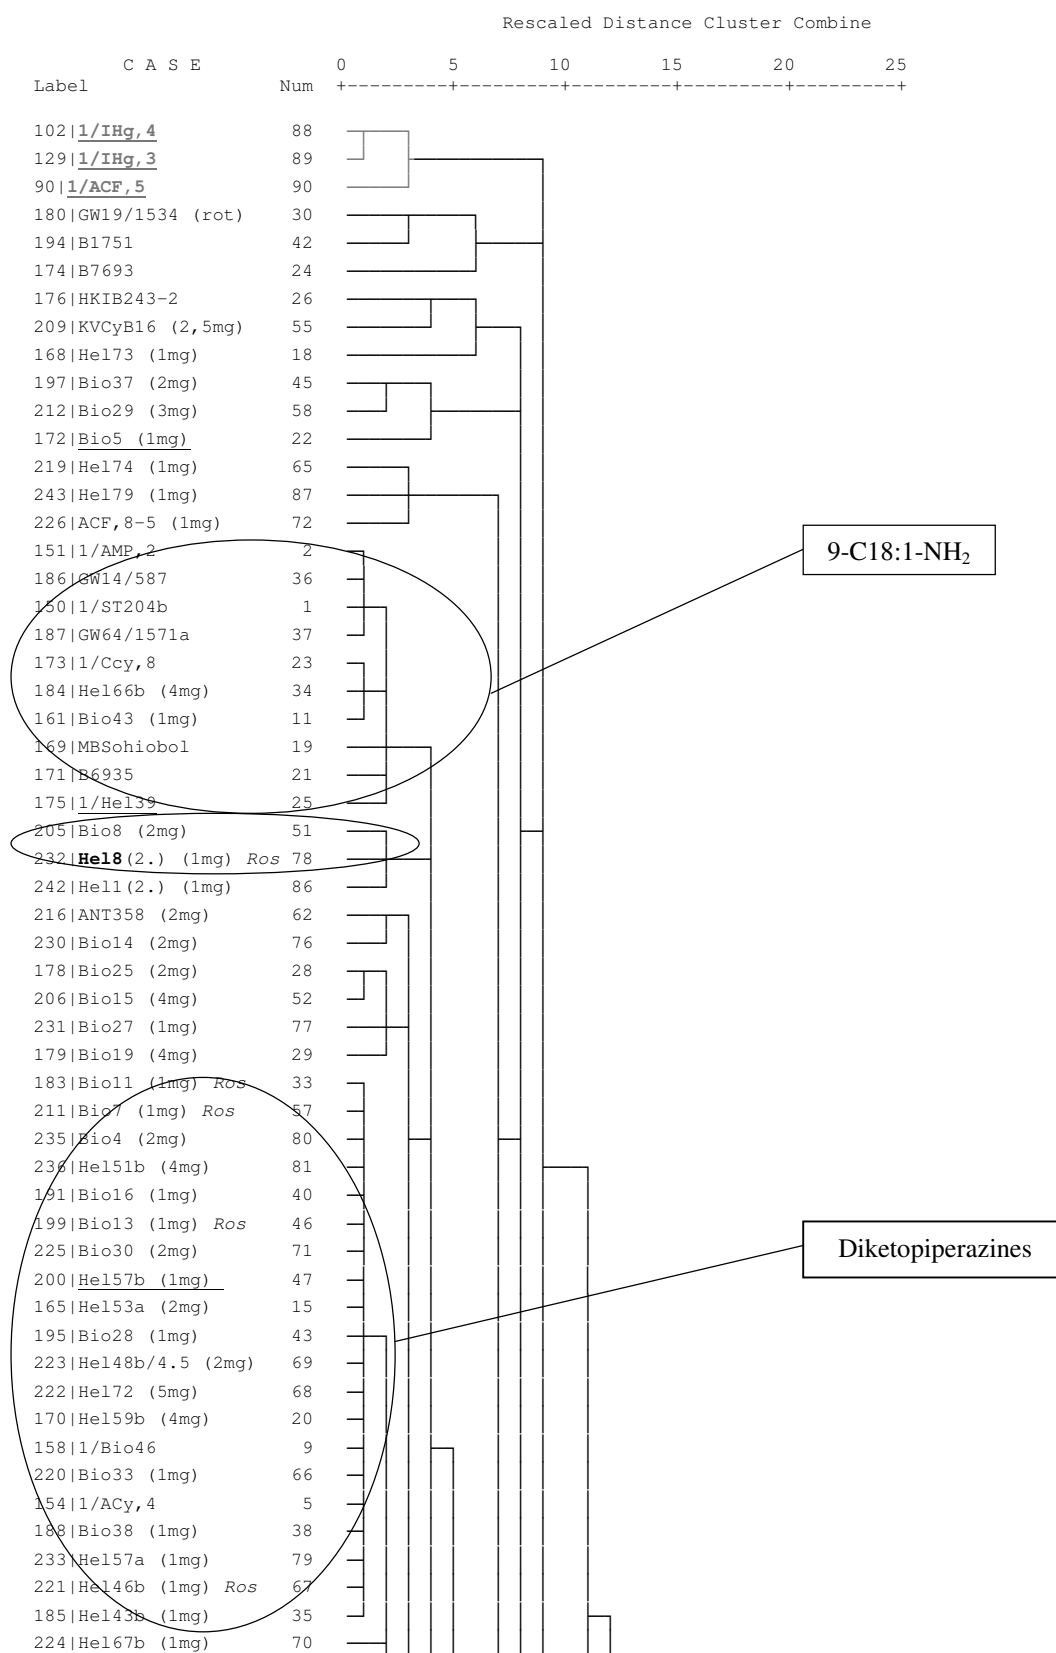 Rescaled Distance Cluster Combine
C A S E 0 5 10 15 20 25
Label Num +---------+---------+---------+---------+---------+
102|1/IHg,4 88
129|1/IHg,3 89
90|1/ACF,5 90
180|GW19/1534 (rot) 30
194|B1751 42
174|B7693 24
176|HKIB243-2 26
209|KVCyB16 (2,5mg) 55
168|Hel73 (1mg) 18
197|Bio37 (2mg) 45
212|Bio29 (3mg) 58
172|Bio5 (1mg) 22
219|Hel74 (1mg) 65
243|Hel79 (1mg) 87
226|ACF,8-5 (1mg) 72
151|1/AMP,2 2
9-C18:1-NH₂
186|GW14/587 36
150|1/ST204b 1
187|GW64/1571a 37
173|1/Ccy,8 23
184|Hel66b (4mg) 34
161|Bio43 (1mg) 11
169|MBSohiobol 19
171|B6935 21
175|1/Hel39 25
205|Bio8 (2mg) 51
232|Hel8(2.) (1mg) Ros 78
242|Hel1(2.) (1mg) 86
216|ANT358 (2mg) 62
230|Bio14 (2mg) 76
178|Bio25 (2mg) 28
206|Bio15 (4mg) 52
231|Bio27 (1mg) 77
179|Bio19 (4mg) 29
183|Bio11 (1mg) Ros 33
211|Bio7 (1mg) Ros 57
235|Bio4 (2mg) 80
236|Hel51b (4mg) 81
191|Bio16 (1mg) 40
199|Bio13 (1mg) Ros 46
225|Bio30 (2mg) 71
Diketopiperazines
200|Hel57b (1mg) 47
165|Hel53a (2mg) 15
195|Bio28 (1mg) 43
223|Hel48b/4.5 (2mg) 69
222|Hel72 (5mg) 68
170|Hel59b (4mg) 20
158|1/Bio46 9
220|Bio33 (1mg) 66
154|1/ACy,4 5
188|Bio38 (1mg) 38
233|Hel57a (1mg) 79
221|Hel46b (1mg) Ros 67
185|Hel43b (1mg) 35
224|Hel67b (1mg) 70